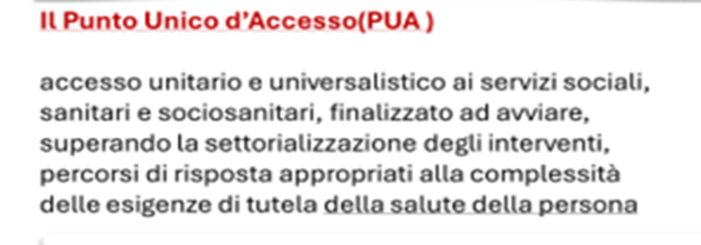 Il Punto Unico d’Accesso(PUA )
accesso unitario e universalistico ai servizi sociali,
sanitari e sociosanitari, finalizzato ad avviare,
superando la settorializzazione degli interventi,
percorsi di risposta appropriati alla complessità
delle esigenze di tutela della salute della persona